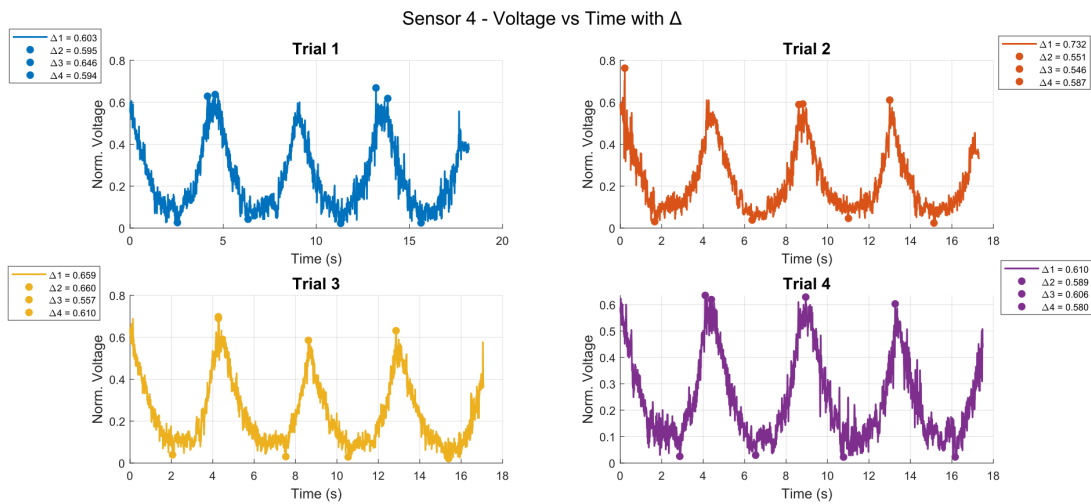 Sensor 4 - Voltage vs Time with Δ
Δ1 = 0.603
Δ2 = 0.595
Δ3 = 0.646
Δ4 = 0.594
Trial 1
0.8
0.6
0.4
0.2
0
Norm. Voltage
0 5 10 15 20
Time (s)
Trial 2
Δ1 = 0.732
Δ2 = 0.551
Δ3 = 0.546
Δ4 = 0.587
0.8
0.6
0.4
0.2
0
Norm. Voltage
0 2 4 6 8 10 12 14 16 18
Time (s)
Δ1 = 0.659
Δ2 = 0.660
Δ3 = 0.557
Δ4 = 0.610
Trial 3
0.8
0.6
0.4
0.2
0
Norm. Voltage
0 2 4 6 8 10 12 14 16 18
Time (s)
Trial 4
Δ1 = 0.610
Δ2 = 0.589
Δ3 = 0.606
Δ4 = 0.580
0.6
0.5
0.4
0.3
0.2
0.1
0
Norm. Voltage
0 2 4 6 8 10 12 14 16 18
Time (s)